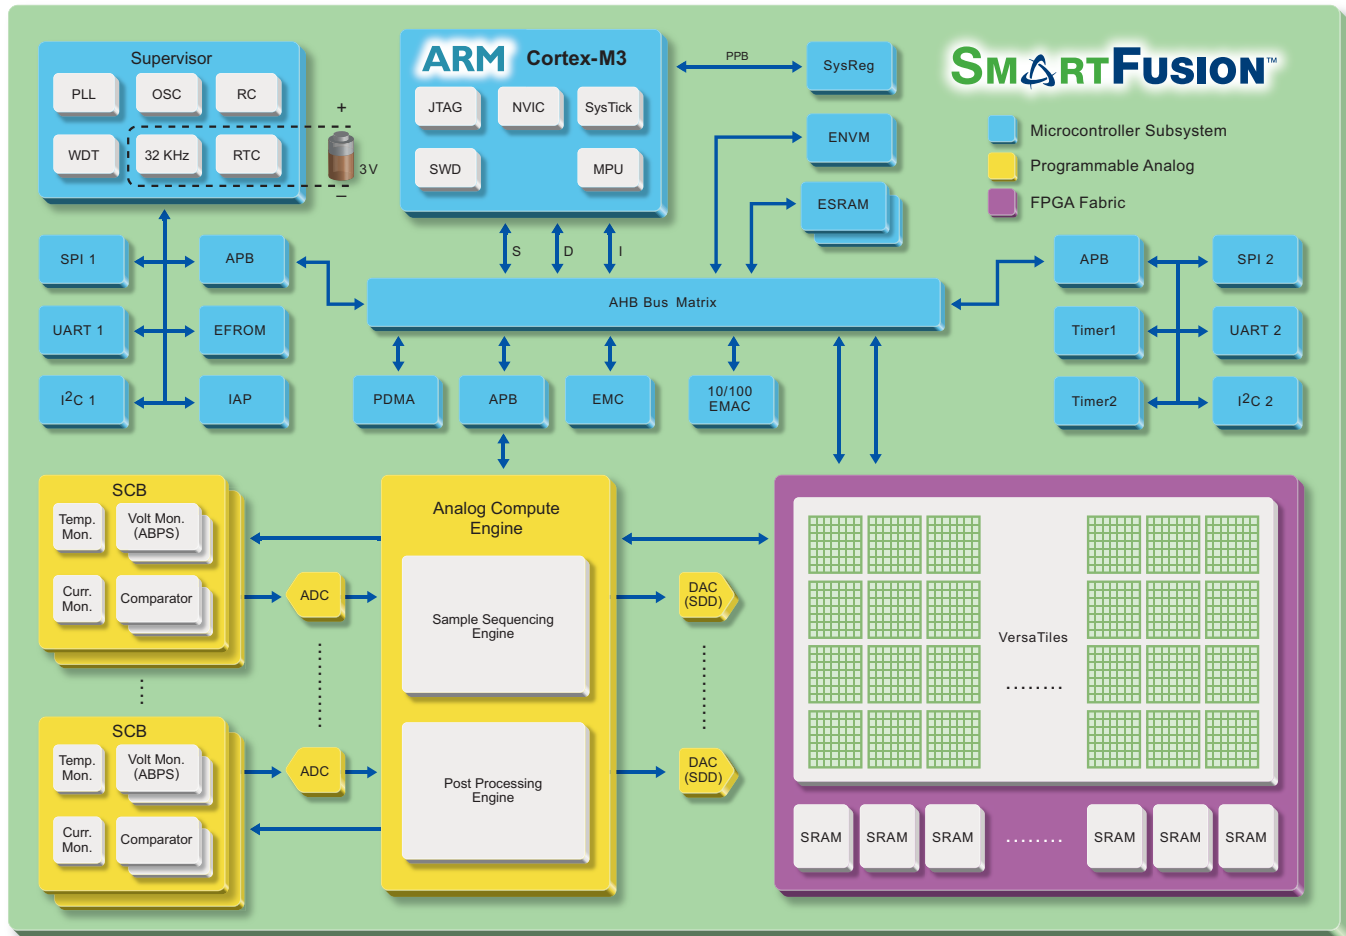 Supervisor
PLL
OSC
RC
WDT
32 KHz
RTC
+
3 V
–
ARM Cortex-M3
JTAG
NVIC
SysTick
SWD
MPU
PPB
SysReg
ENVM
ESRAM
SMARTFUSION™
Microcontroller Subsystem
Programmable Analog
FPGA Fabric
S
D
I
SPI 1
APB
UART 1
EFROM
I2C 1
IAP
AHB Bus Matrix
PDMA
APB
EMC
10/100
EMAC
APB
SPI 2
Timer1
UART 2
Timer2
I2C 2
SCB
Temp.
Mon.
Volt Mon.
(ABPS)
Curr.
Mon.
Comparator
ADC
SCB
Temp.
Mon.
Volt Mon.
(ABPS)
Curr.
Mon.
Comparator
ADC
Analog Compute
Engine
Sample Sequencing
Engine
Post Processing
Engine
DAC
(SDD)
DAC
(SDD)
VersaTiles
........
SRAM
SRAM
SRAM
........
SRAM
SRAM
SRAM